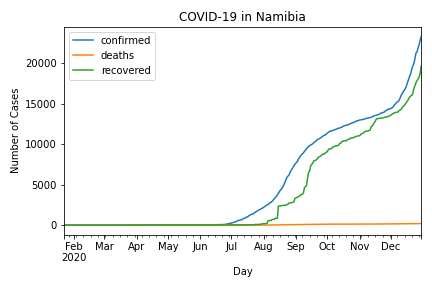 COVID-19 in Namibia
confirmed
deaths
recovered
Number of Cases
20000
15000
10000
5000
0
Feb Mar Apr May Jun Jul Aug Sep Oct Nov Dec
2020
Day